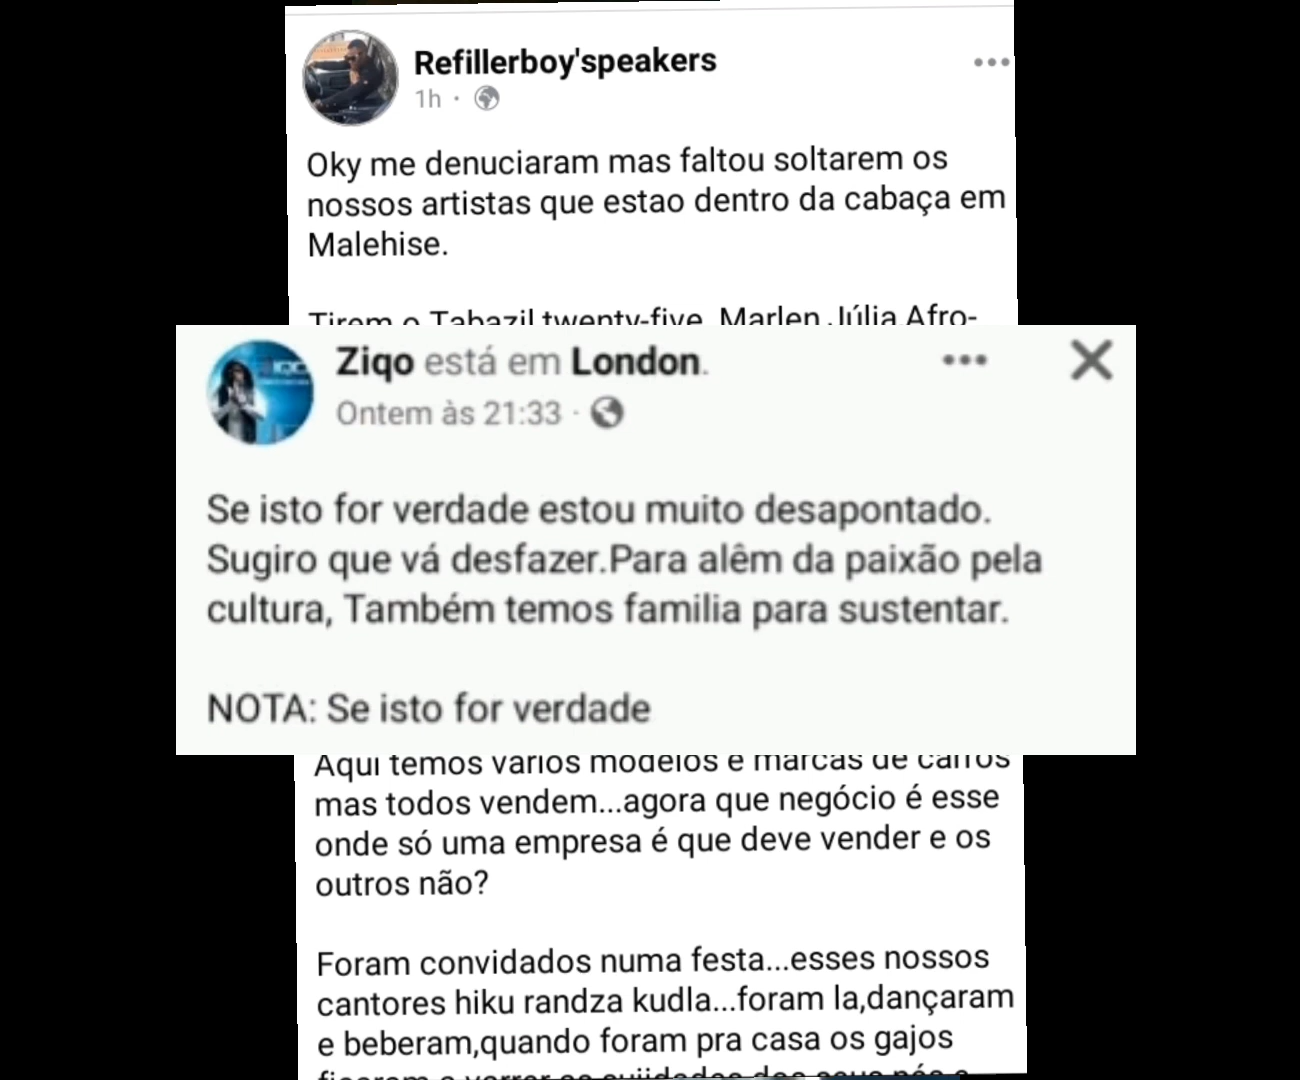 Refillerboy'speakers
1h ·
Oky me denuciaram mas faltou soltarem os
nossos artistas que estao dentro da cabaça em
Malehise.
Tirem o Tabazil twenty-five, Marlen, Júlia Afro-
Ziqo está em London.
Ontem às 21:33 ·
Se isto for verdade estou muito desapontado.
Sugiro que vá desfazer.Para alêm da paixão pela
cultura, Também temos familia para sustentar.
NOTA: Se isto for verdade
Aqui temos varios modelos e marcas de carros
mas todos vendem...agora que negócio é esse
onde só uma empresa é que deve vender e os
outros não?
Foram convidados numa festa...esses nossos
cantores hiku randza kudla...foram la,dançaram
e beberam,quando foram pra casa os gajos